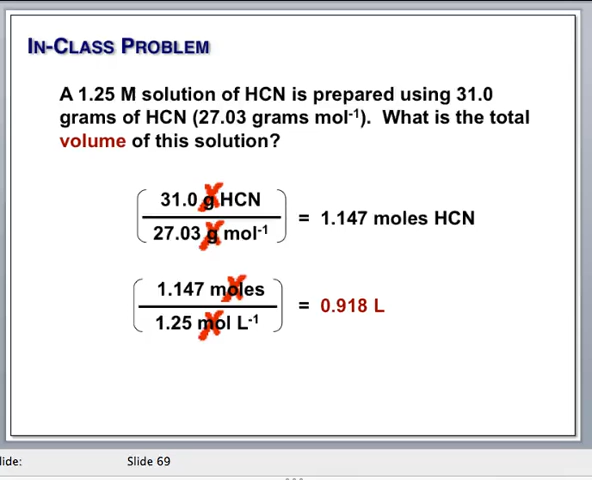 IN-CLASS PROBLEM
A 1.25 M solution of HCN is prepared using 31.0
grams of HCN (27.03 grams mol⁻¹). What is the total
volume of this solution?
31.0 g HCN
27.03 g mol⁻¹
= 1.147 moles HCN
1.147 moles
1.25 mol L⁻¹
= 0.918 L
lide:
Slide 69